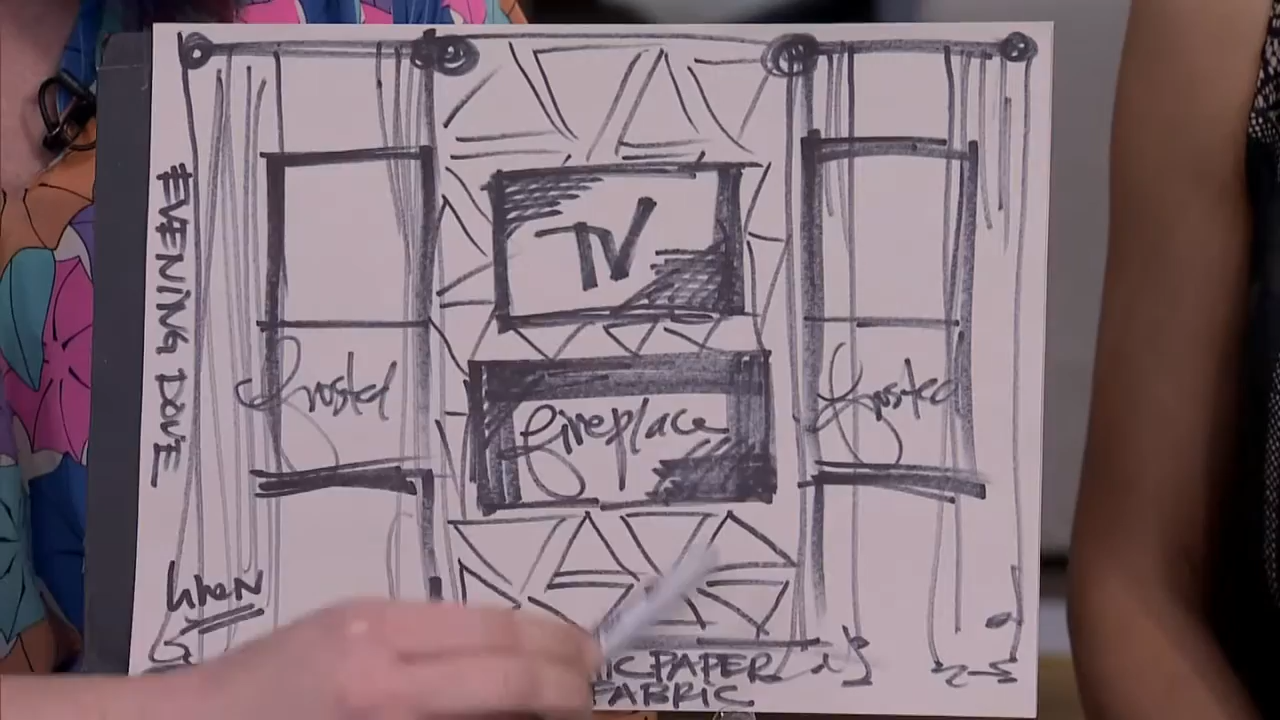 EVENING DOVE
TV
frosted
fireplace
frosted
linen
PAPER
FABRIC